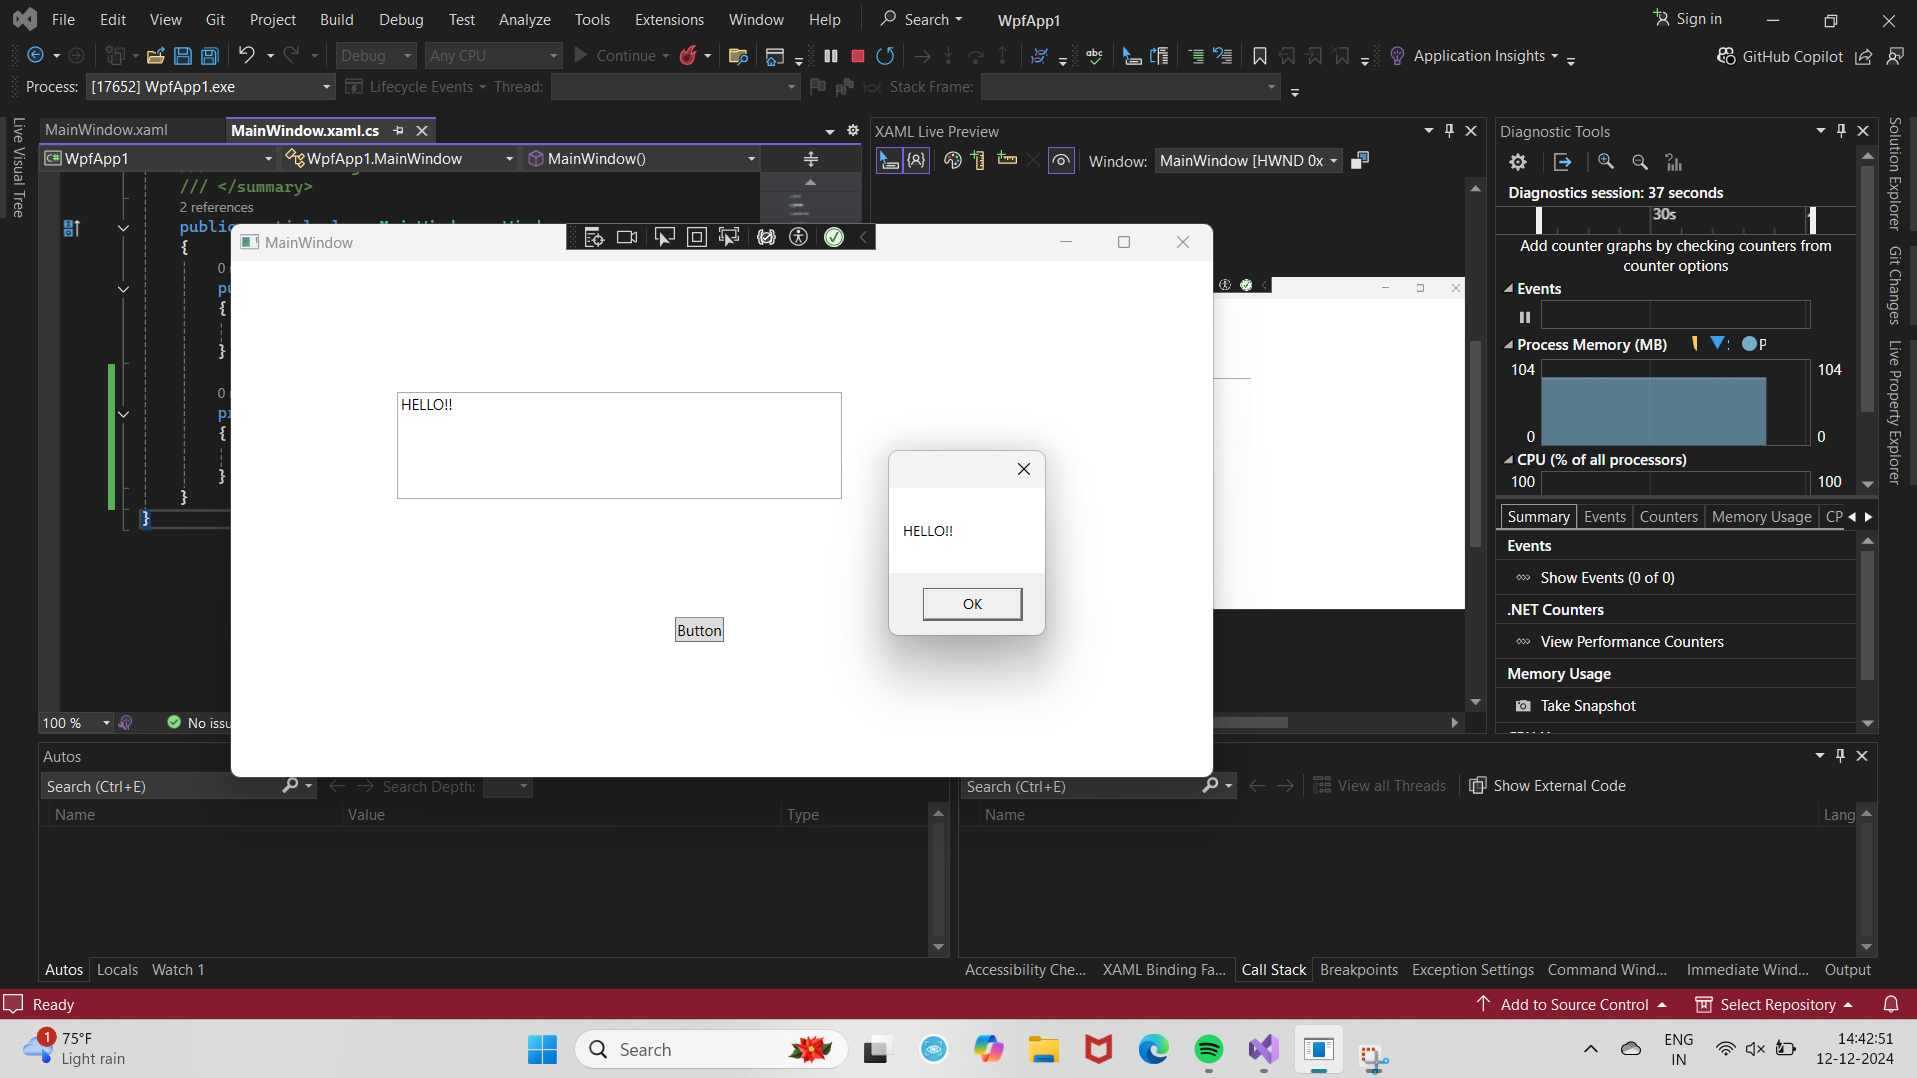 File Edit View Git Project Build Debug Test Analyze Tools Extensions Window Help Search WpfApp1 Sign in
Debug Any CPU Continue abc Application Insights GitHub Copilot
Process: [17652] WpfApp1.exe Lifecycle Events Thread: Stack Frame:
MainWindow.xaml MainWindow.xaml.cs
WpfApp1 WpfApp1.MainWindow MainWindow()
Live Visual Tree
/// </summary>
2 references
{
{
}
{
}
}
}
100 % No issu
XAML Live Preview
Window: MainWindow [HWND 0x
MainWindow
HELLO!!
Button
HELLO!!
OK
Diagnostic Tools
Diagnostics session: 37 seconds
30s
Add counter graphs by checking counters from
counter options
Events
Process Memory (MB) P
104 104
0 0
CPU (% of all processors)
100 100
Summary Events Counters Memory Usage CP
Events
Show Events (0 of 0)
.NET Counters
View Performance Counters
Memory Usage
Take Snapshot
Solution Explorer
Git Changes
Live Property Explorer
Autos
Search (Ctrl+E) Search Depth:
Name Value Type
Autos Locals Watch 1
Search (Ctrl+E) View all Threads Show External Code
Name Lang
Accessibility Che... XAML Binding Fa... Call Stack Breakpoints Exception Settings Command Wind... Immediate Wind... Output
Ready Add to Source Control Select Repository
1
75°F
Light rain
Search
ENG
IN
14:42:51
12-12-2024